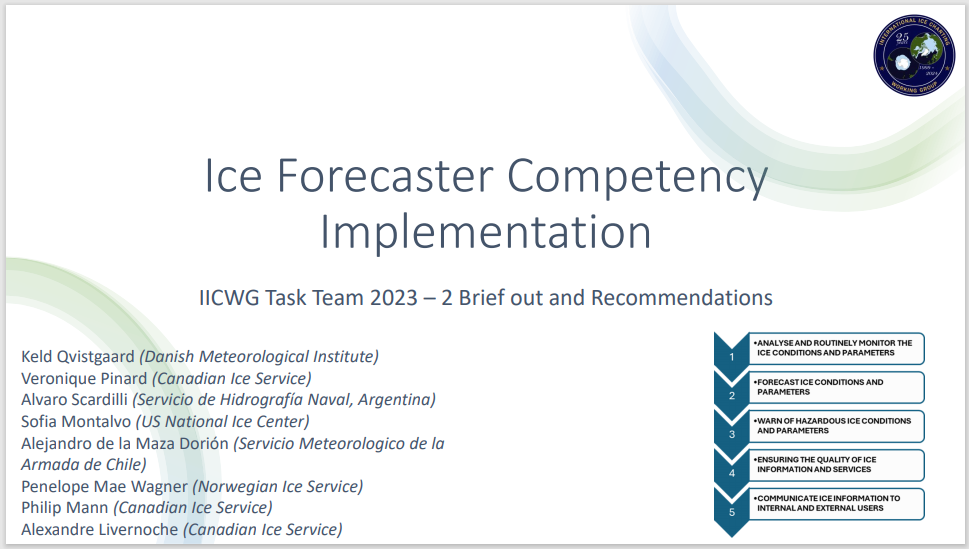 INTERNATIONAL ICE CHARTING
25
WORKING GROUP
Ice Forecaster Competency
Implementation
IICWG Task Team 2023 – 2 Brief out and Recommendations
Keld Qvistgaard (Danish Meteorological Institute)
Veronique Pinard (Canadian Ice Service)
Alvaro Scardilli (Servicio de Hidrografía Naval, Argentina)
Sofia Montalvo (US National Ice Center)
Alejandro de la Maza Dorión (Servicio Meteorologico de la
Armada de Chile)
Penelope Mae Wagner (Norwegian Ice Service)
Philip Mann (Canadian Ice Service)
Alexandre Livernoche (Canadian Ice Service)
1
•ANALYSE AND ROUTINELY MONITOR THE
ICE CONDITIONS AND PARAMETERS
2
•FORECAST ICE CONDITIONS AND
PARAMETERS
3
•WARN OF HAZARDOUS ICE CONDITIONS
AND PARAMETERS
4
•ENSURING THE QUALITY OF ICE
INFORMATION AND SERVICES
5
•COMMUNICATE ICE INFORMATION TO
INTERNAL AND EXTERNAL USERS